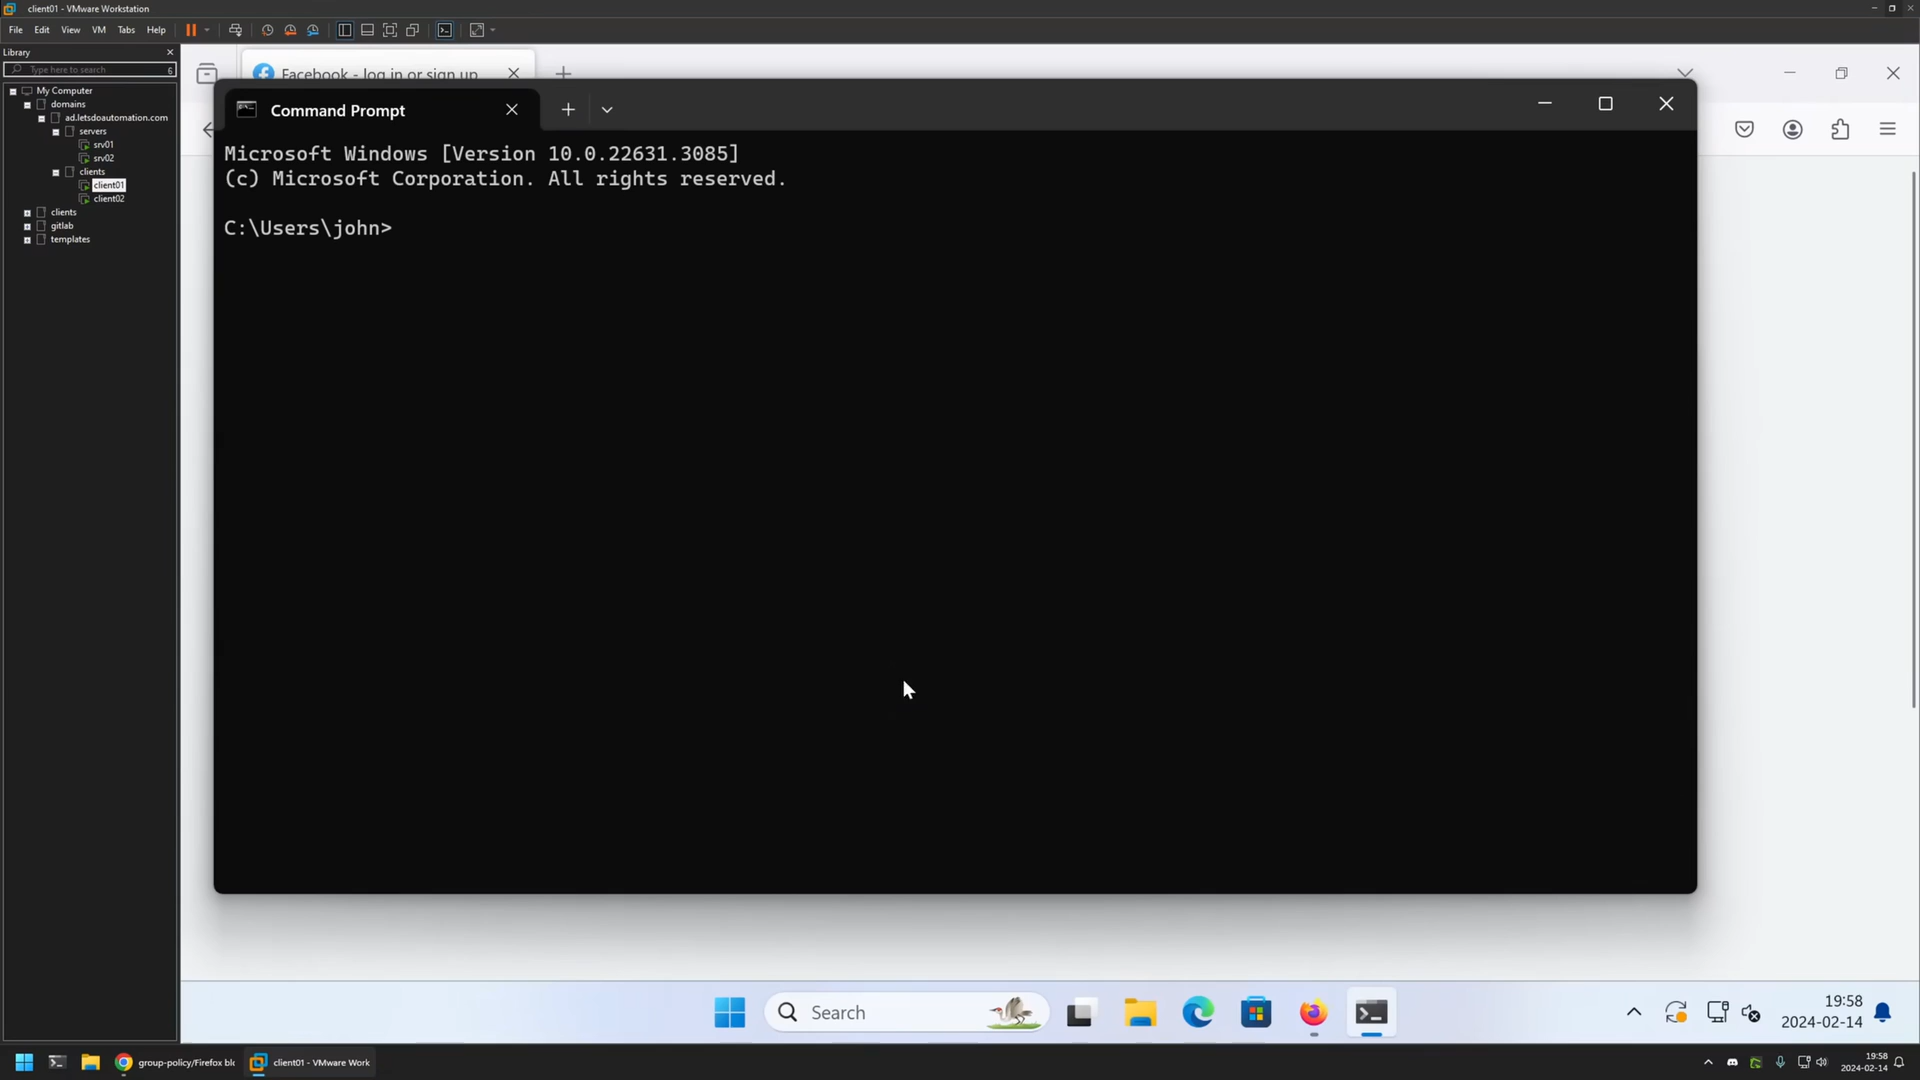 client01 - VMware Workstation
File Edit View VM Tabs Help
Library
Type here to search
My Computer
domains
ad.letsdoautomation.com
servers
srv01
srv02
clients
client01
client02
clients
gitlab
templates
Facebook - log in or sign up
Command Prompt
Microsoft Windows [Version 10.0.22631.3085]
(c) Microsoft Corporation. All rights reserved.
C:\Users\john>
Search
19:58
2024-02-14
group-policy/Firefox blo
client01 - VMware Work
19:58
2024-02-14